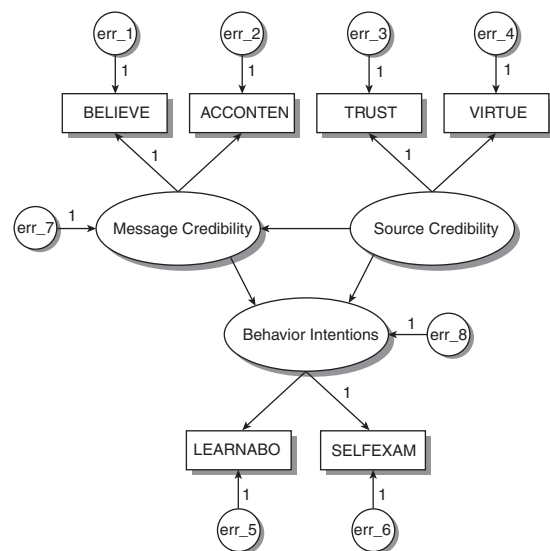 err_1 err_2 err_3 err_4
1 1 1 1
BELIEVE ACCONTEN TRUST VIRTUE
1 1
err_7 1 Message Credibility Source Credibility
Behavior Intentions 1 err_8
1
LEARNABO SELFEXAM
1 1
err_5 err_6